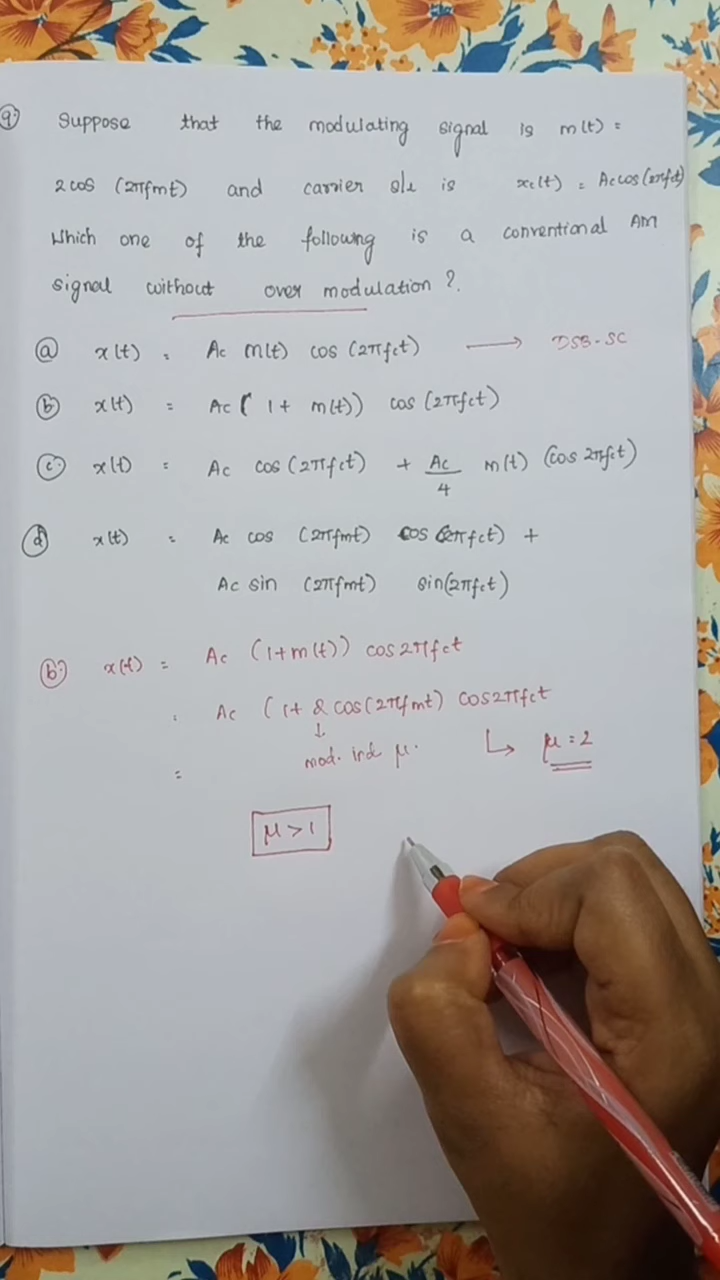 9. Suppose that the modulating signal is m(t) =
2 cos (2πfmt) and carrier is xc(t) = Ac cos (2πfct)
Which one of the following is a conventional AM
signal without over modulation ?.
a x(t) = Ac m(t) cos (2πfct) → DSB-SC
b x(t) = Ac ( 1 + m(t)) cos (2πfct)
c. x(t) = Ac cos (2πfct) + Ac/4 m(t) (cos 2πfct)
d x(t) = Ac cos (2πfmt) cos (2πfct) +
Ac sin (2πfmt) sin(2πfct)
b: x(t) = Ac (1+m(t)) cos2πfct
= Ac (1+ 2 cos(2πfmt) cos2πfct
↓
mod. ind μ. ↳ μ = 2
=
μ > 1